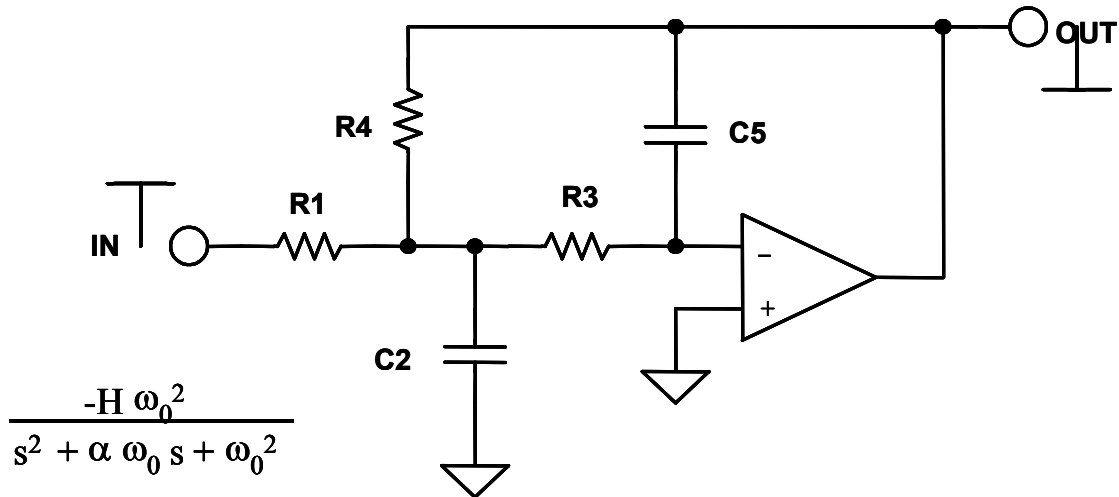 OUT
R4
C5
R1
R3
IN
−
+
C2
-H ω₀²
s² + α ω₀ s + ω₀²